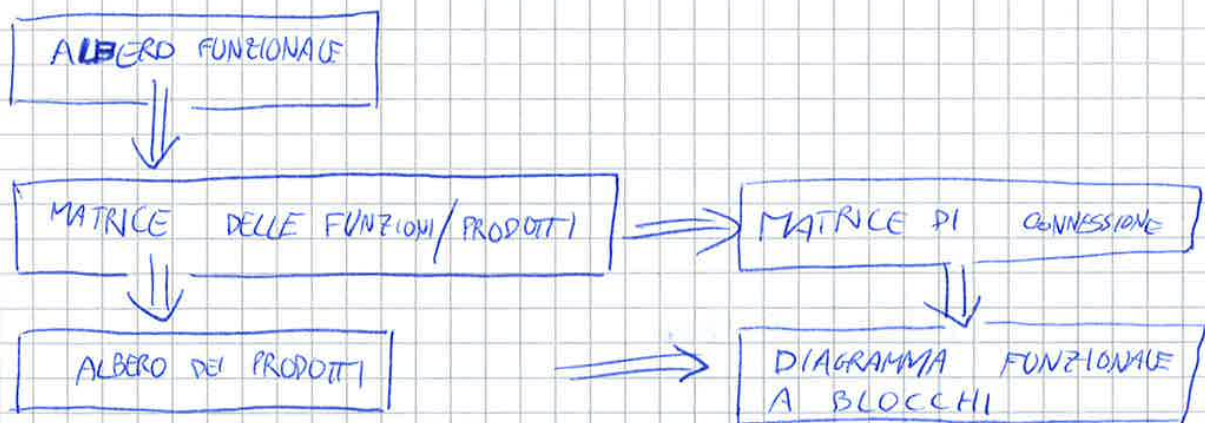 ALBERO FUNZIONALE
MATRICE DELLE FUNZIONI/PRODOTTI
MATRICE DI CONNESSIONE
ALBERO DEI PRODOTTI
DIAGRAMMA FUNZIONALE
A BLOCCHI